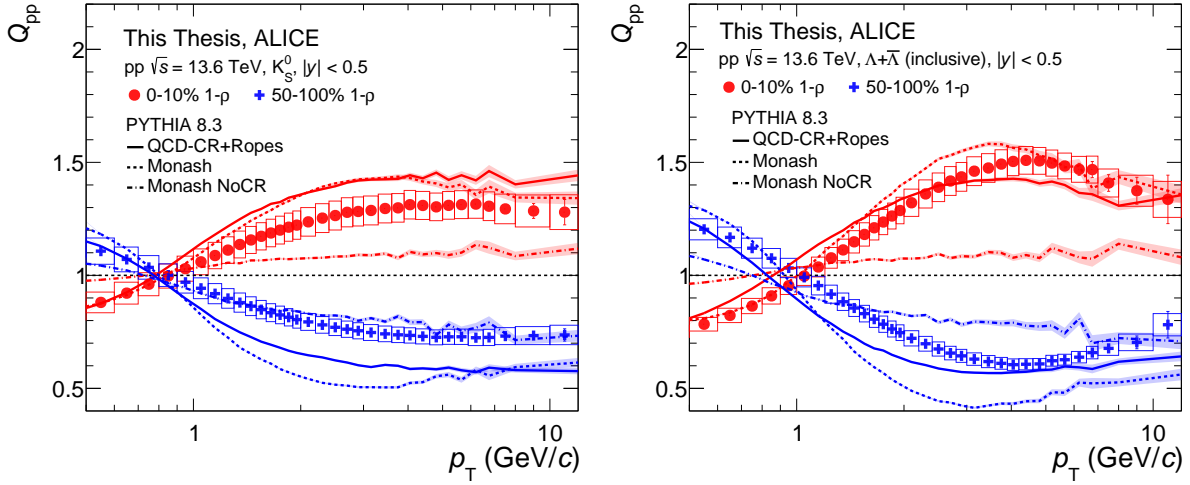 Q_pp
2
1.5
1
0.5
This Thesis, ALICE
pp √s = 13.6 TeV, K⁰_S, |y| < 0.5
0-10% 1-ρ 50-100% 1-ρ
PYTHIA 8.3
QCD-CR+Ropes
Monash
Monash NoCR
1 10
p_T (GeV/c)
Q_pp
2
1.5
1
0.5
This Thesis, ALICE
pp √s = 13.6 TeV, Λ+Λ̅ (inclusive), |y| < 0.5
0-10% 1-ρ 50-100% 1-ρ
PYTHIA 8.3
QCD-CR+Ropes
Monash
Monash NoCR
1 10
p_T (GeV/c)